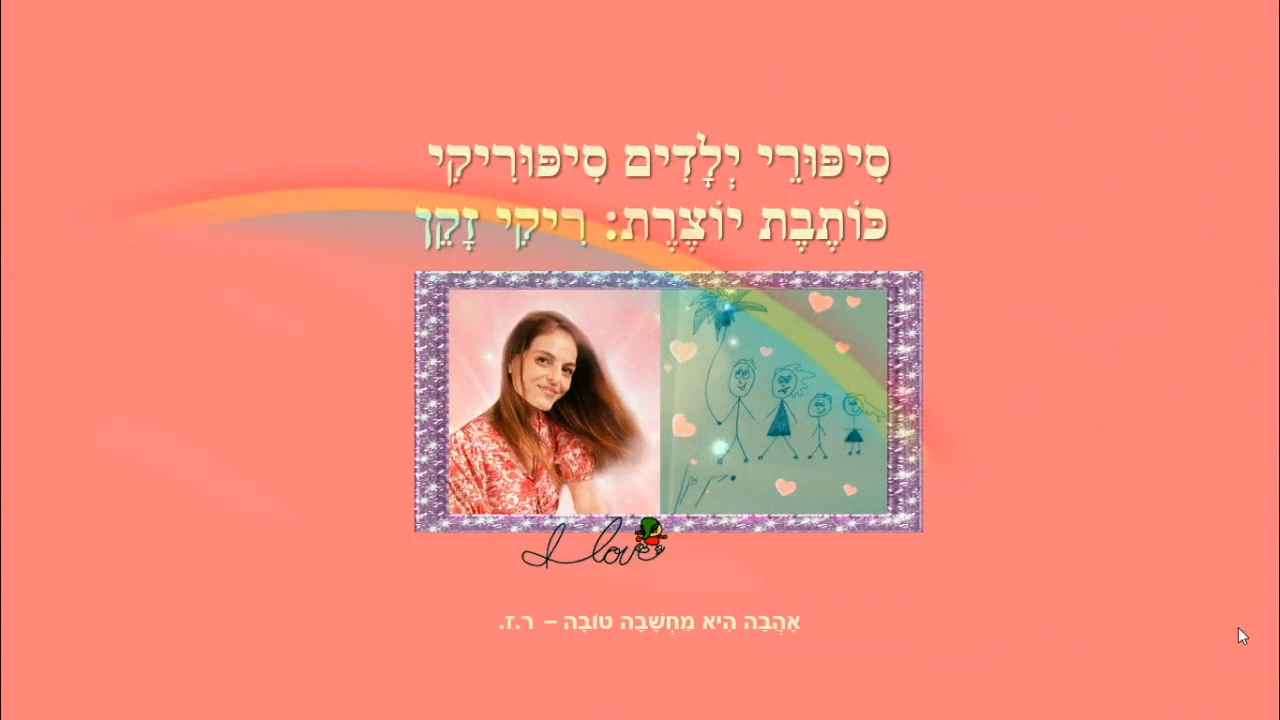 סִיפּוּרֵי יְלָדִים סִיפּוּרִיקִי
כּוֹתֶבֶת יוֹצֶרֶת: רִיקִי זָקֵן
I love
אַהֲבָה הִיא מַחְשָׁבָה טוֹבָה – ר.ז.